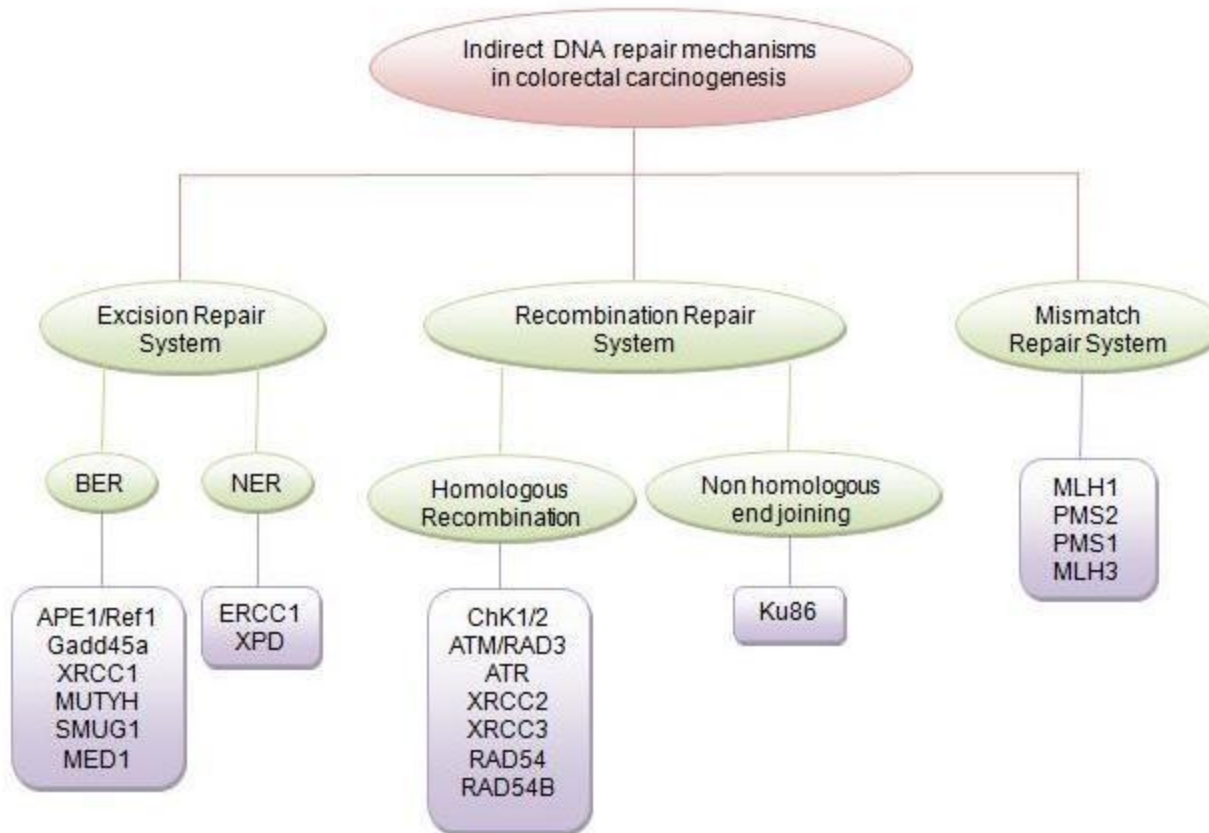 Indirect DNA repair mechanisms
in colorectal carcinogenesis
Excision Repair
System
Recombination Repair
System
Mismatch
Repair System
BER
NER
Homologous
Recombination
Non homologous
end joining
MLH1
PMS2
PMS1
MLH3
APE1/Ref1
Gadd45a
XRCC1
MUTYH
SMUG1
MED1
ERCC1
XPD
ChK1/2
ATM/RAD3
ATR
XRCC2
XRCC3
RAD54
RAD54B
Ku86